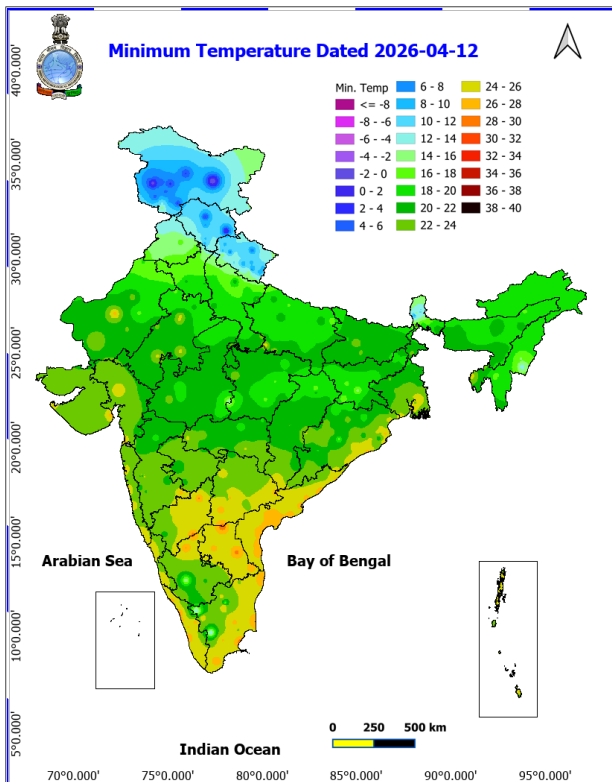 Minimum Temperature Dated 2026-04-12
Min. Temp
<= -8
-8 - -6
-6 - -4
-4 - -2
-2 - 0
0 - 2
2 - 4
4 - 6
6 - 8
8 - 10
10 - 12
12 - 14
14 - 16
16 - 18
18 - 20
20 - 22
22 - 24
24 - 26
26 - 28
28 - 30
30 - 32
32 - 34
34 - 36
36 - 38
38 - 40
40°0.000'
35°0.000'
30°0.000'
25°0.000'
20°0.000'
15°0.000'
10°0.000'
5°0.000'
Arabian Sea
Bay of Bengal
Indian Ocean
0 250 500 km
70°0.000' 75°0.000' 80°0.000' 85°0.000' 90°0.000' 95°0.000'